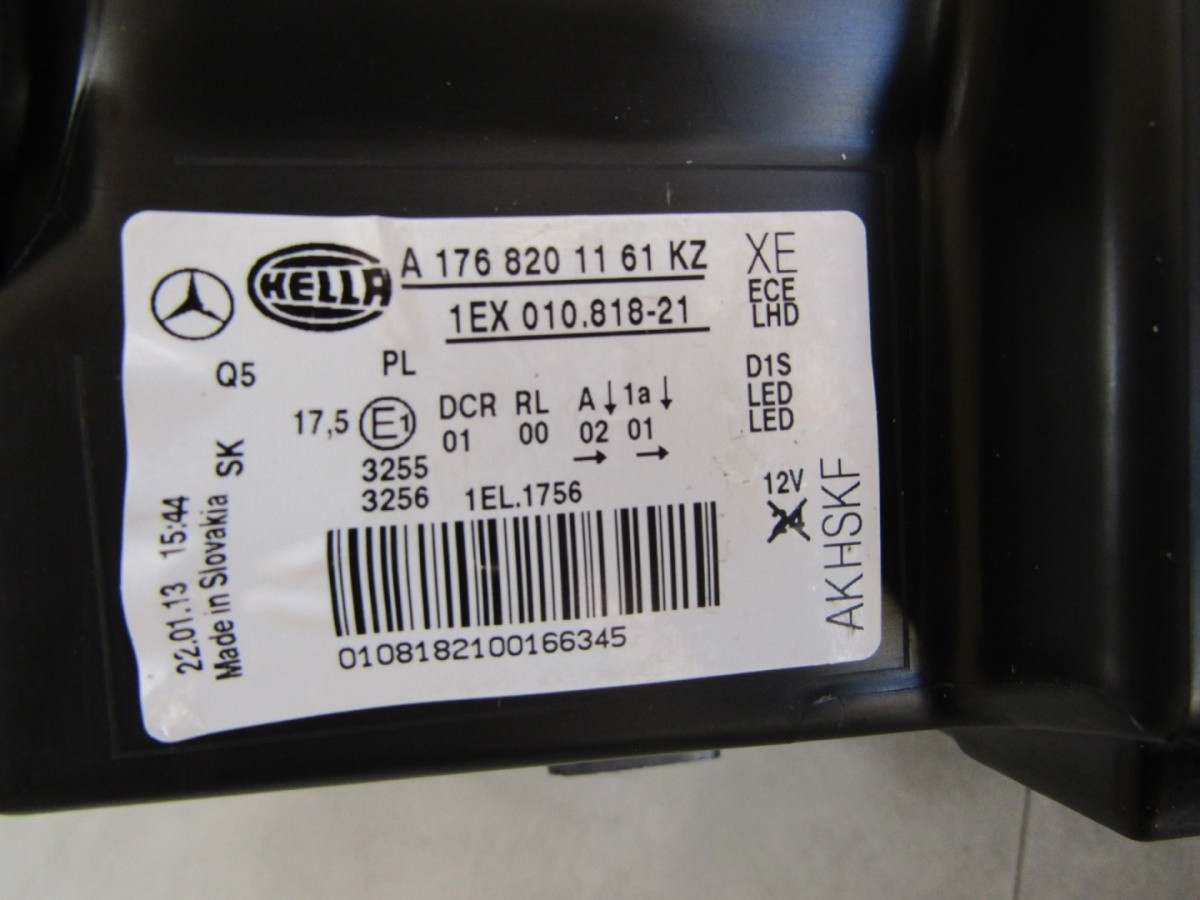 HELLA
A 176 820 11 61 KZ
1EX 010.818-21
XE
ECE
LHD
Q5
PL
D1S
LED
LED
17,5 E1 DCR RL A↓ 1a↓
01 00 02 01
→ →
3255
3256 1EL.1756
12V
AKHSKF
SK
22.01.13 15:44
Made in Slovakia
0108182100166345